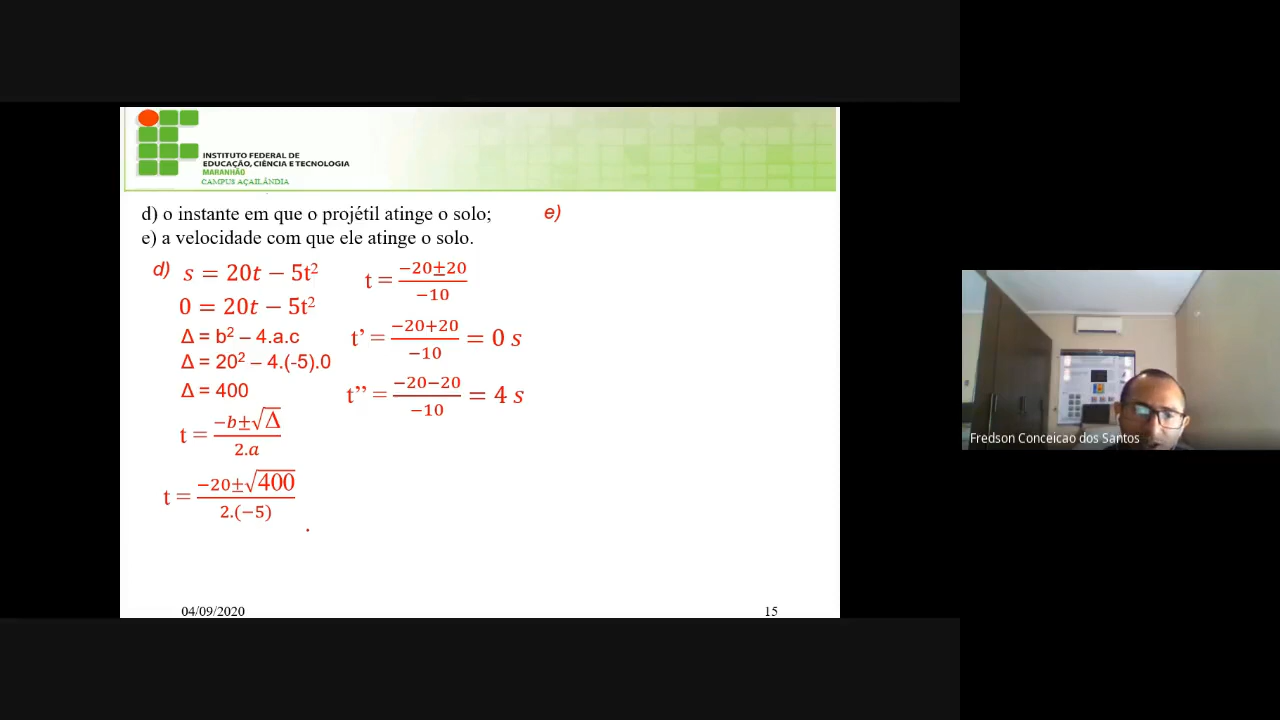 INSTITUTO FEDERAL DE
EDUCAÇÃO, CIÊNCIA E TECNOLOGIA
MARANHÃO
CAMPUS AÇAILÂNDIA
d) o instante em que o projétil atinge o solo;
e) a velocidade com que ele atinge o solo.
d) s = 20t − 5t²
0 = 20t − 5t²
Δ = b² – 4.a.c
Δ = 20² – 4.(-5).0
Δ = 400
t = (−b±√Δ)/(2.a)
t = (−20±√400)/(2.(−5))
.
t = (−20±20)/(−10)
t’ = (−20+20)/(−10) = 0 s
t’’ = (−20−20)/(−10) = 4 s
e)
04/09/2020
15
Fredson Conceicao dos Santos